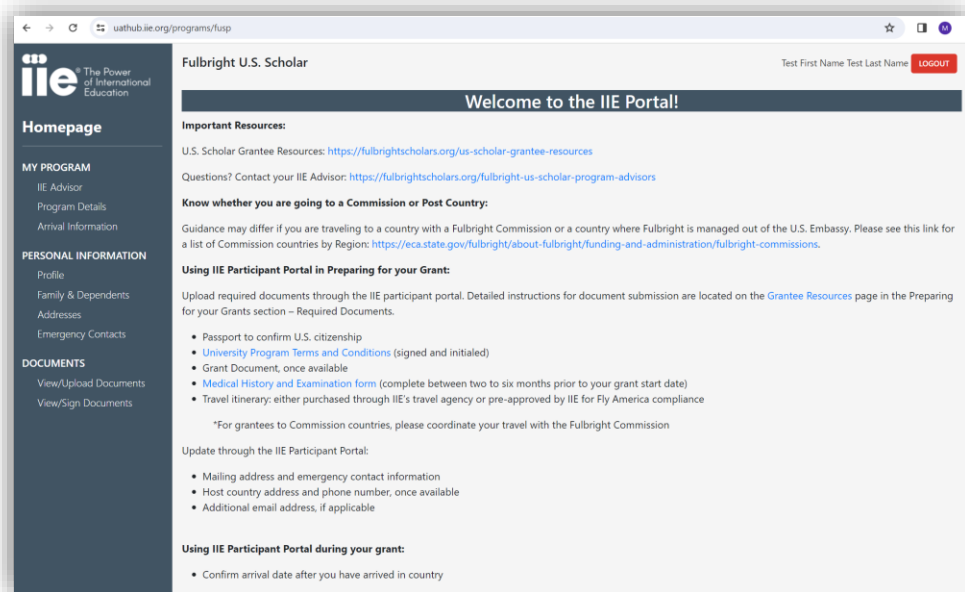 uathub.iie.org/programs/fusp
M
iie® The Power
of International
Education
Homepage
MY PROGRAM
IIE Advisor
Program Details
Arrival Information
PERSONAL INFORMATION
Profile
Family & Dependents
Addresses
Emergency Contacts
DOCUMENTS
View/Upload Documents
View/Sign Documents
Fulbright U.S. Scholar
Test First Name Test Last Name LOGOUT
Welcome to the IIE Portal!
Important Resources:
U.S. Scholar Grantee Resources: https://fulbrightscholars.org/us-scholar-grantee-resources
Questions? Contact your IIE Advisor: https://fulbrightscholars.org/fulbright-us-scholar-program-advisors
Know whether you are going to a Commission or Post Country:
Guidance may differ if you are traveling to a country with a Fulbright Commission or a country where Fulbright is managed out of the U.S. Embassy. Please see this link for
a list of Commission countries by Region: https://eca.state.gov/fulbright/about-fulbright/funding-and-administration/fulbright-commissions.
Using IIE Participant Portal in Preparing for your Grant:
Upload required documents through the IIE participant portal. Detailed instructions for document submission are located on the Grantee Resources page in the Preparing
for your Grants section – Required Documents.
• Passport to confirm U.S. citizenship
• University Program Terms and Conditions (signed and initialed)
• Grant Document, once available
• Medical History and Examination form (complete between two to six months prior to your grant start date)
• Travel itinerary: either purchased through IIE's travel agency or pre-approved by IIE for Fly America compliance
*For grantees to Commission countries, please coordinate your travel with the Fulbright Commission
Update through the IIE Participant Portal:
• Mailing address and emergency contact information
• Host country address and phone number, once available
• Additional email address, if applicable
Using IIE Participant Portal during your grant:
• Confirm arrival date after you have arrived in country